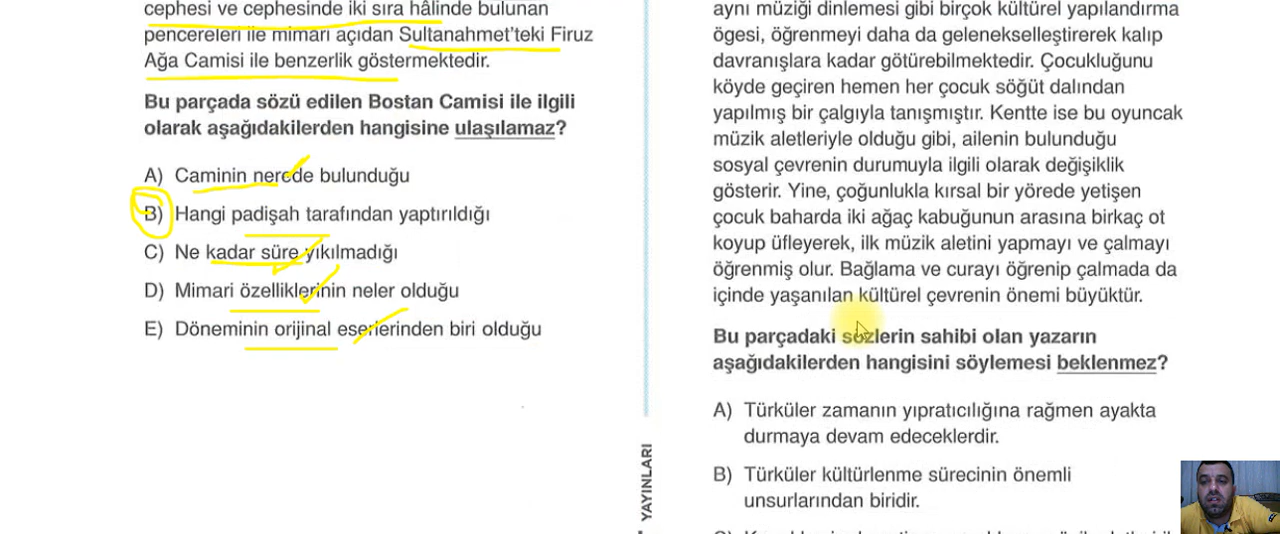 cephesi ve cephesinde iki sıra hâlinde bulunan
pencereleri ile mimari açıdan Sultanahmet'teki Firuz
Ağa Camisi ile benzerlik göstermektedir.
Bu parçada sözü edilen Bostan Camisi ile ilgili
olarak aşağıdakilerden hangisine ulaşılamaz?
A) Caminin nerede bulunduğu
B) Hangi padişah tarafından yaptırıldığı
C) Ne kadar süre yıkılmadığı
D) Mimari özelliklerinin neler olduğu
E) Döneminin orijinal eserlerinden biri olduğu
YAYINLARI
aynı müziği dinlemesi gibi birçok kültürel yapılandırma
ögesi, öğrenmeyi daha da gelenekselleştirerek kalıp
davranışlara kadar götürebilmektedir. Çocukluğunu
köyde geçiren hemen her çocuk söğüt dalından
yapılmış bir çalgıyla tanışmıştır. Kentte ise bu oyuncak
müzik aletleriyle olduğu gibi, ailenin bulunduğu
sosyal çevrenin durumuyla ilgili olarak değişiklik
gösterir. Yine, çoğunlukla kırsal bir yörede yetişen
çocuk baharda iki ağaç kabuğunun arasına birkaç ot
koyup üfleyerek, ilk müzik aletini yapmayı ve çalmayı
öğrenmiş olur. Bağlama ve curayı öğrenip çalmada da
içinde yaşanılan kültürel çevrenin önemi büyüktür.
Bu parçadaki sözlerin sahibi olan yazarın
aşağıdakilerden hangisini söylemesi beklenmez?
A) Türküler zamanın yıpratıcılığına rağmen ayakta
durmaya devam edeceklerdir.
B) Türküler kültürlenme sürecinin önemli
unsurlarından biridir.